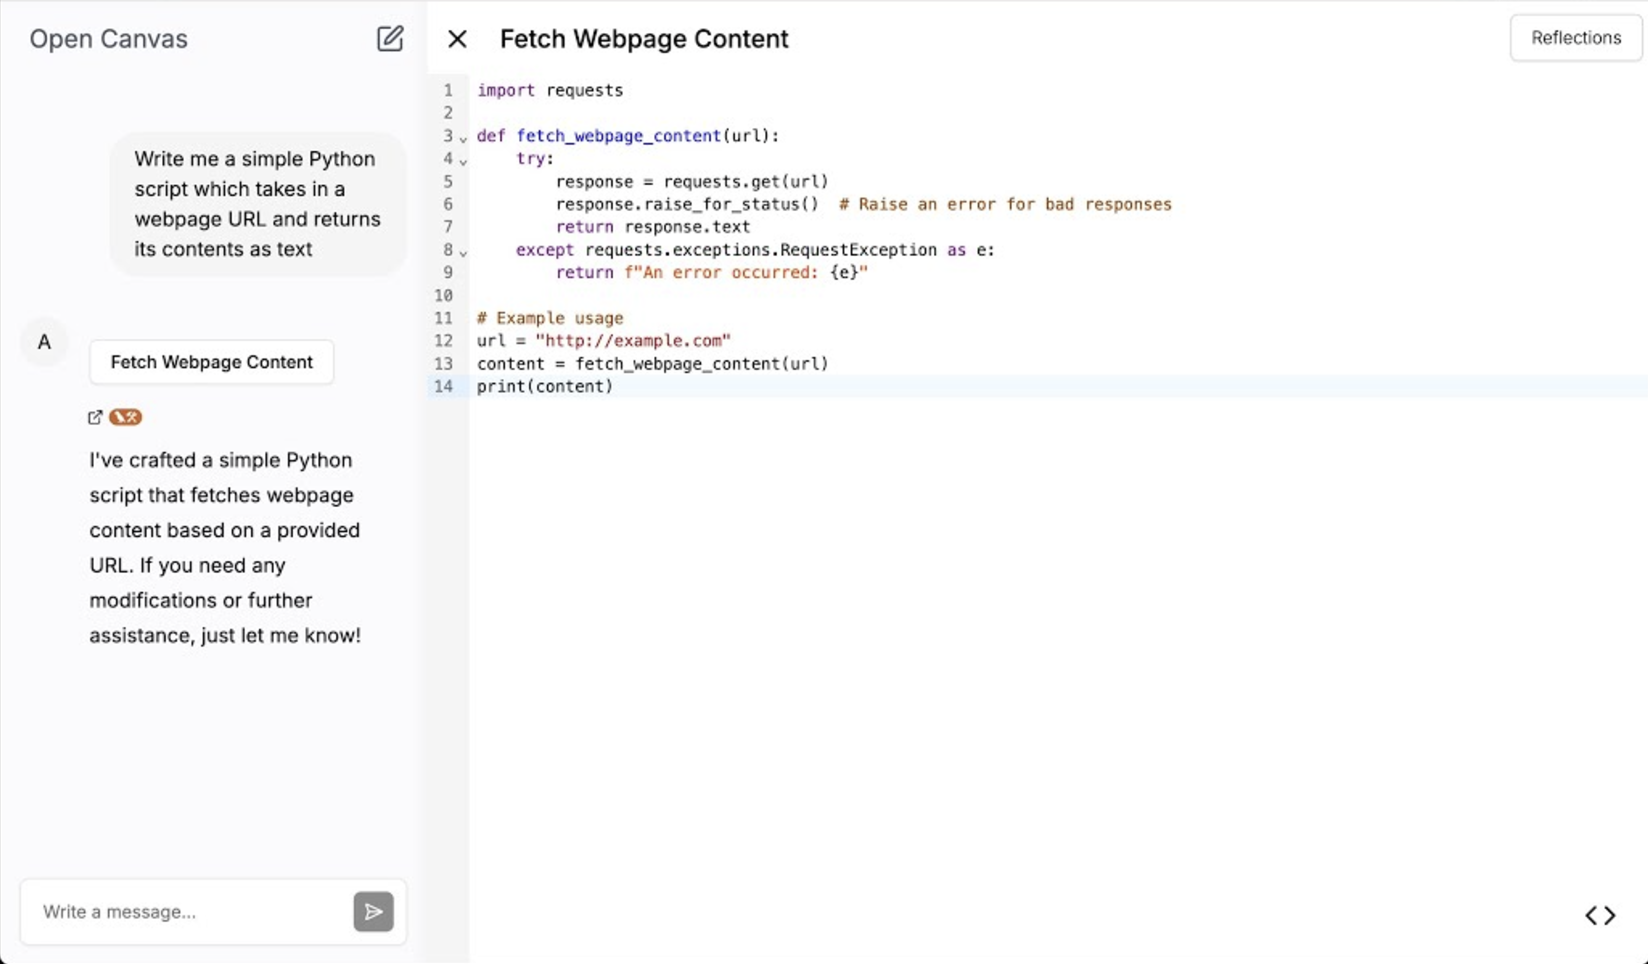 Open Canvas
Write me a simple Python
script which takes in a
webpage URL and returns
its contents as text
A
Fetch Webpage Content
I've crafted a simple Python
script that fetches webpage
content based on a provided
URL. If you need any
modifications or further
assistance, just let me know!
Write a message...
Fetch Webpage Content
Reflections
1 import requests
2
3 def fetch_webpage_content(url):
4     try:
5         response = requests.get(url)
6         response.raise_for_status()  # Raise an error for bad responses
7         return response.text
8     except requests.exceptions.RequestException as e:
9         return f"An error occurred: {e}"
10
11 # Example usage
12 url = "http://example.com"
13 content = fetch_webpage_content(url)
14 print(content)